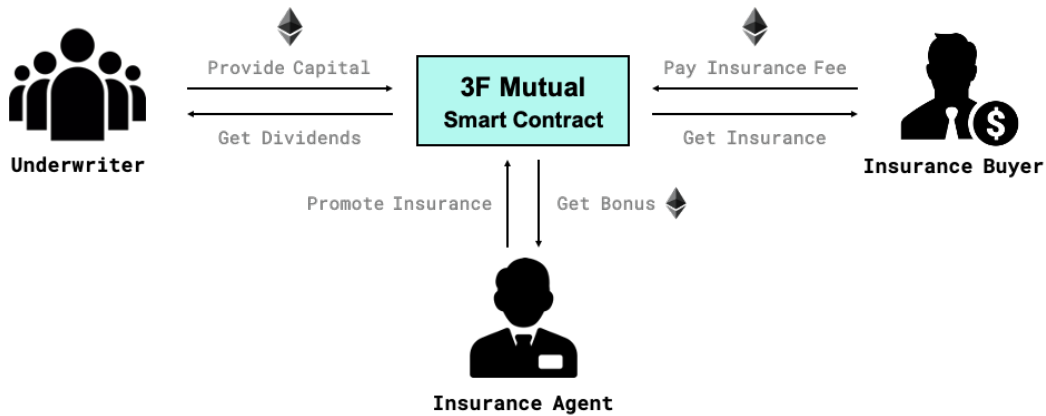 Provide Capital
Pay Insurance Fee
3F Mutual
Smart Contract
Get Dividends
Get Insurance
Underwriter
Insurance Buyer
$
Promote Insurance
Get Bonus
Insurance Agent